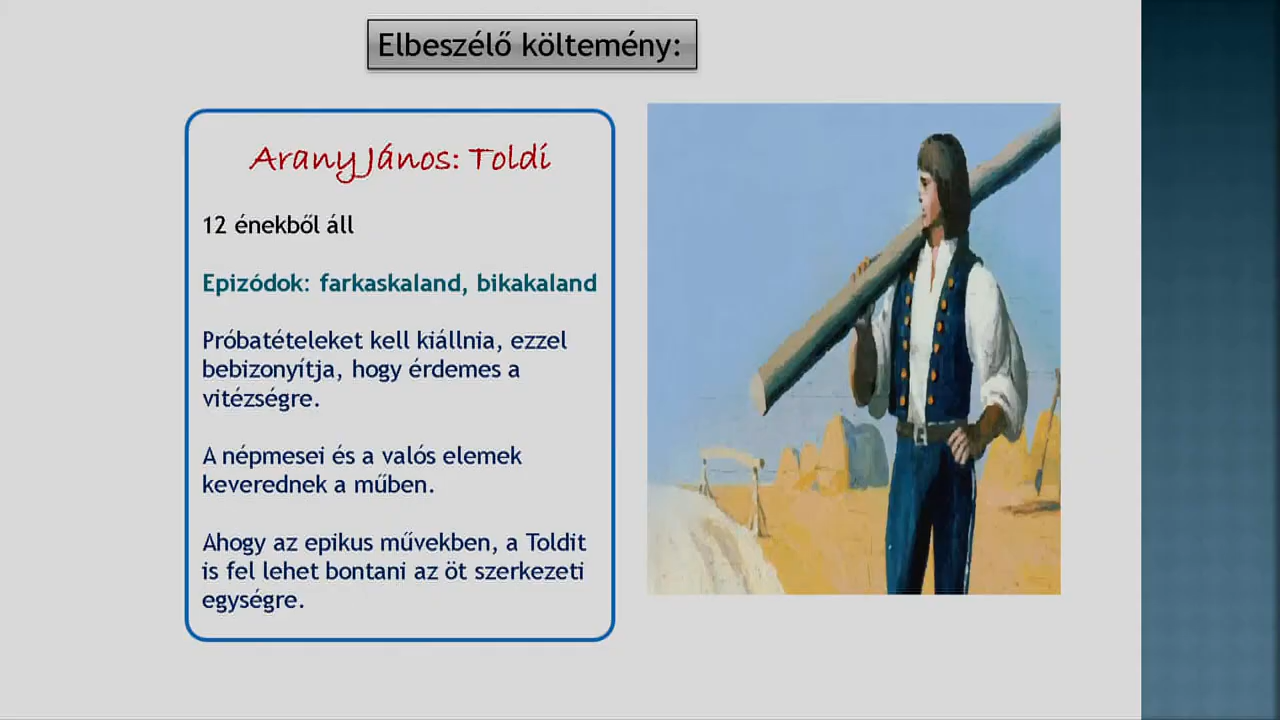 Elbeszélő költemény:
Arany János: Toldi
12 énekből áll
Epizódok: farkaskaland, bikakaland
Próbatételeket kell kiállnia, ezzel
bebizonyítja, hogy érdemes a
vitézségre.
A népmesei és a valós elemek
keverednek a műben.
Ahogy az epikus művekben, a Toldit
is fel lehet bontani az öt szerkezeti
egységre.